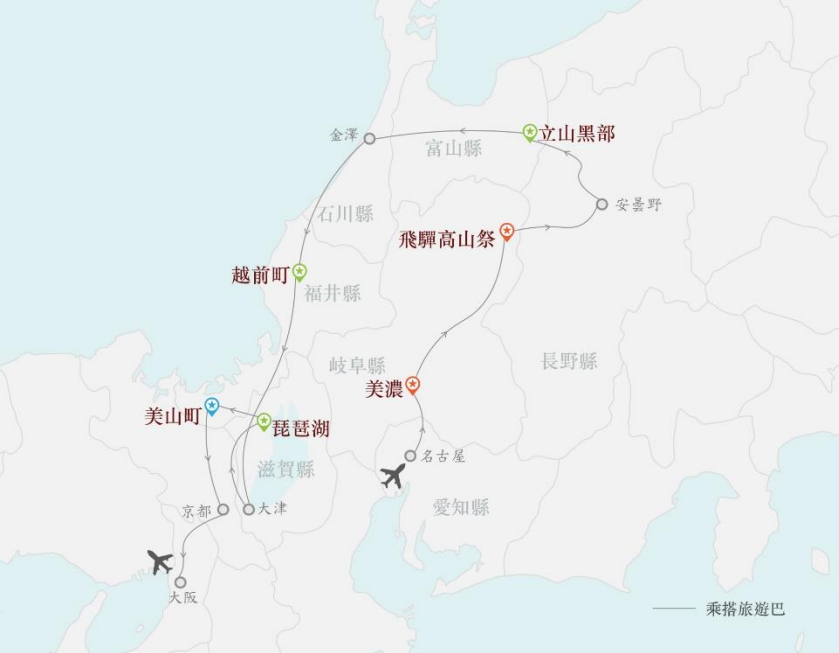 立山黑部
金澤
富山縣
安曇野
石川縣
飛驒高山祭
越前町
福井縣
岐阜縣
長野縣
美濃
美山町
琵琶湖
名古屋
滋賀縣
京都
大津
愛知縣
大阪
乘搭旅遊巴